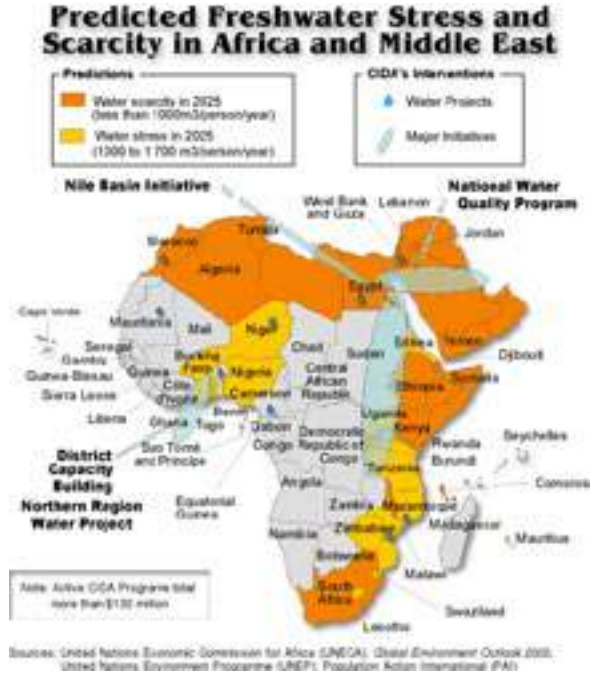 Predicted Freshwater Stress and
Scarcity in Africa and Middle East
Predictions
Water scarcity in 2025
(less than 1000m3/person/year)
Water stress in 2025
(1000 to 1700 m3/person/year)
CIDA's Interventions
Water Projects
Major Initiatives
Nile Basin Initiative
National Water
Quality Program
West Bank
and Gaza
Lebanon
Jordan
Tunisia
Morocco
Algeria
Egypt
Cape Verde
Mauritania
Mali
Niger
Chad
Sudan
Eritrea
Yemen
Djibouti
Senegal
Gambia
Guinea-Bissau
Guinea
Burkina
Faso
Nigeria
Central
African
Republic
Ethiopia
Somalia
Sierra Leone
Côte
d'Ivoire
Cameroon
Liberia
Ghana
Togo
Benin
Gabon
Congo
Democratic
Republic of
Congo
Uganda
Kenya
Rwanda
Burundi
Seychelles
Sao Tomé
and Principe
District
Capacity
Building
Northern Region
Water Project
Equatorial
Guinea
Tanzania
Comoros
Angola
Zambia
Mozambique
Madagascar
Mauritius
Namibia
Zimbabwe
Botswana
Malawi
South
Africa
Swaziland
Lesotho
Note: Active CIDA Programs total
more than $130 million
Sources: United Nations Economic Commission for Africa (UNECA), Global Environment Outlook 2000,
United Nations Environment Programme (UNEP), Population Action International (PAI)